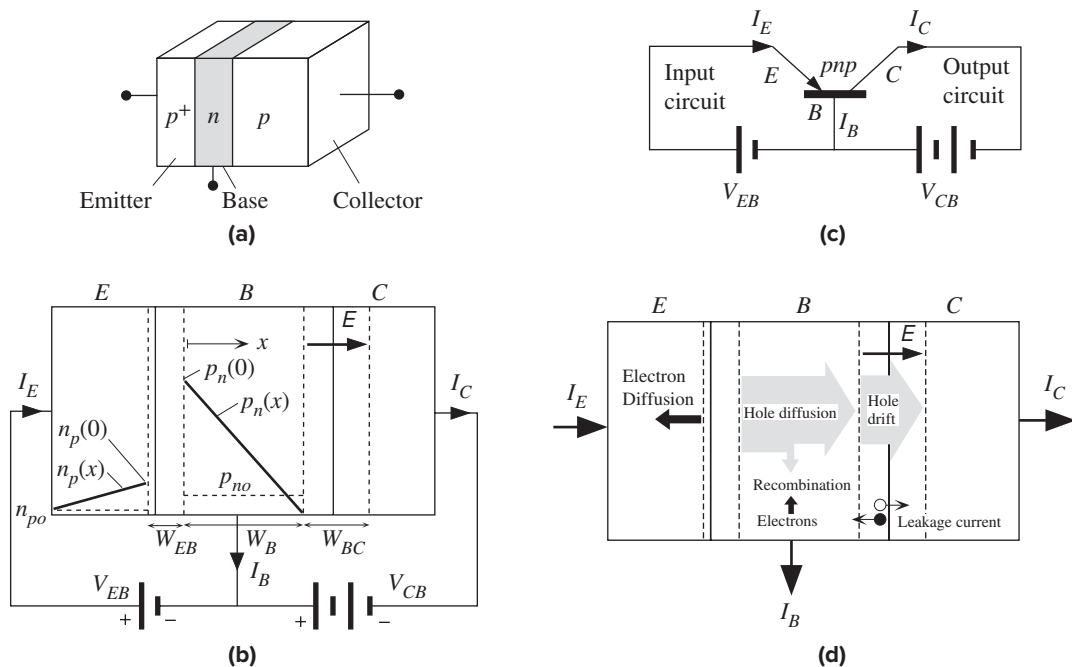 p⁺ n p
Emitter Base Collector
(a)
I_E I_C
E pnp C
Input circuit
B I_B
Output circuit
V_EB V_CB
(c)
E B C
x
E
p_n(0)
I_E
p_n(x)
I_C
n_p(0)
n_p(x)
p_no
n_po
W_EB W_B W_BC
I_B
V_EB V_CB
+ − + −
(b)
E B C
E
Electron
Diffusion
I_E
Hole diffusion
Hole
drift
I_C
Recombination
Electrons
Leakage current
I_B
(d)